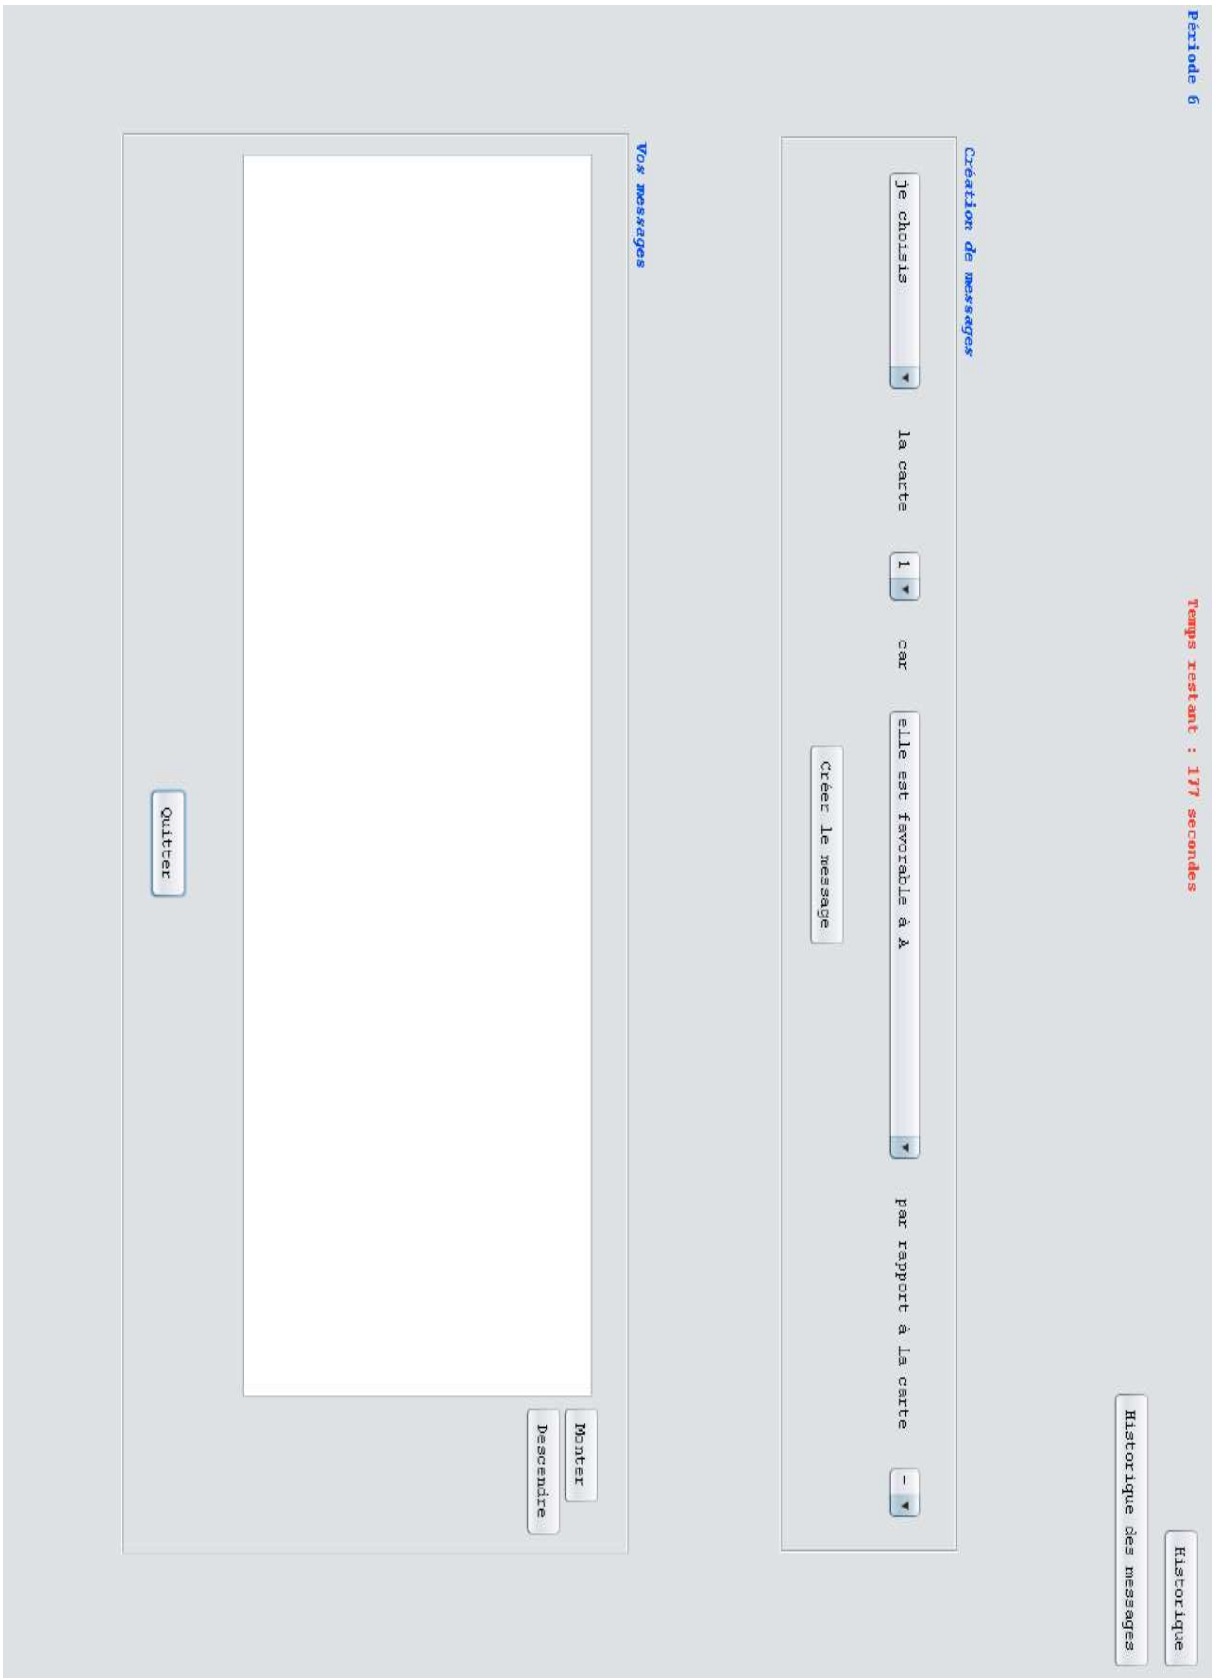 Période 6
Temps restant : 177 secondes
Historique
Historique des messages
Création de messages
je choisis la carte 1 car elle est favorable à A par rapport à la carte -
Créer le message
Vos messages
Monter
Descendre
Quitter